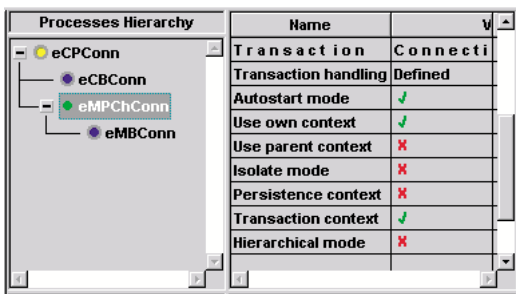 Processes Hierarchy
eCPConn
eCBConn
eMPChConn
eMBConn
Name V
Transaction Connecti
Transaction handling Defined
Autostart mode
Use own context
Use parent context
Isolate mode
Persistence context
Transaction context
Hierarchical mode